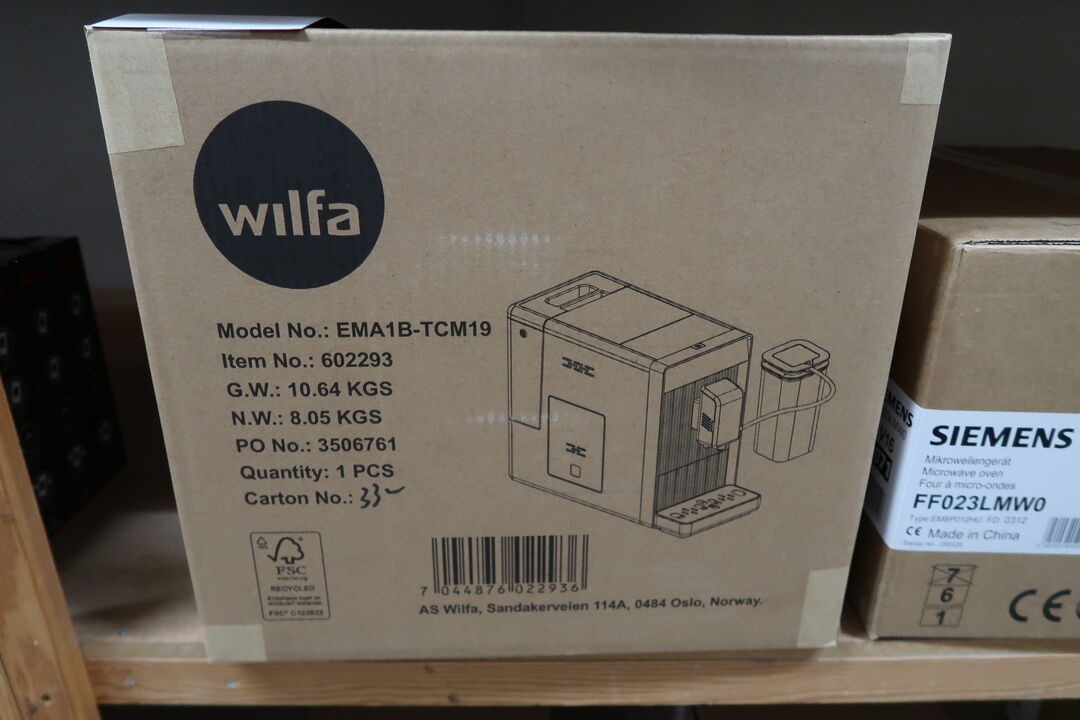 wilfa
Model No.: EMA1B-TCM19
Item No.: 602293
G.W.: 10.64 KGS
N.W.: 8.05 KGS
PO No.: 3506761
Quantity: 1 PCS
Carton No.: 33
FSC
RECYCLED
7 044876 022936
AS Wilfa, Sandakerveien 114A, 0484 Oslo, Norway.
SIEMENS
Mikrowellengerät
Microwave oven
Four à micro-ondes
FF023LMW0
CE Made in China
7
6
1
CE